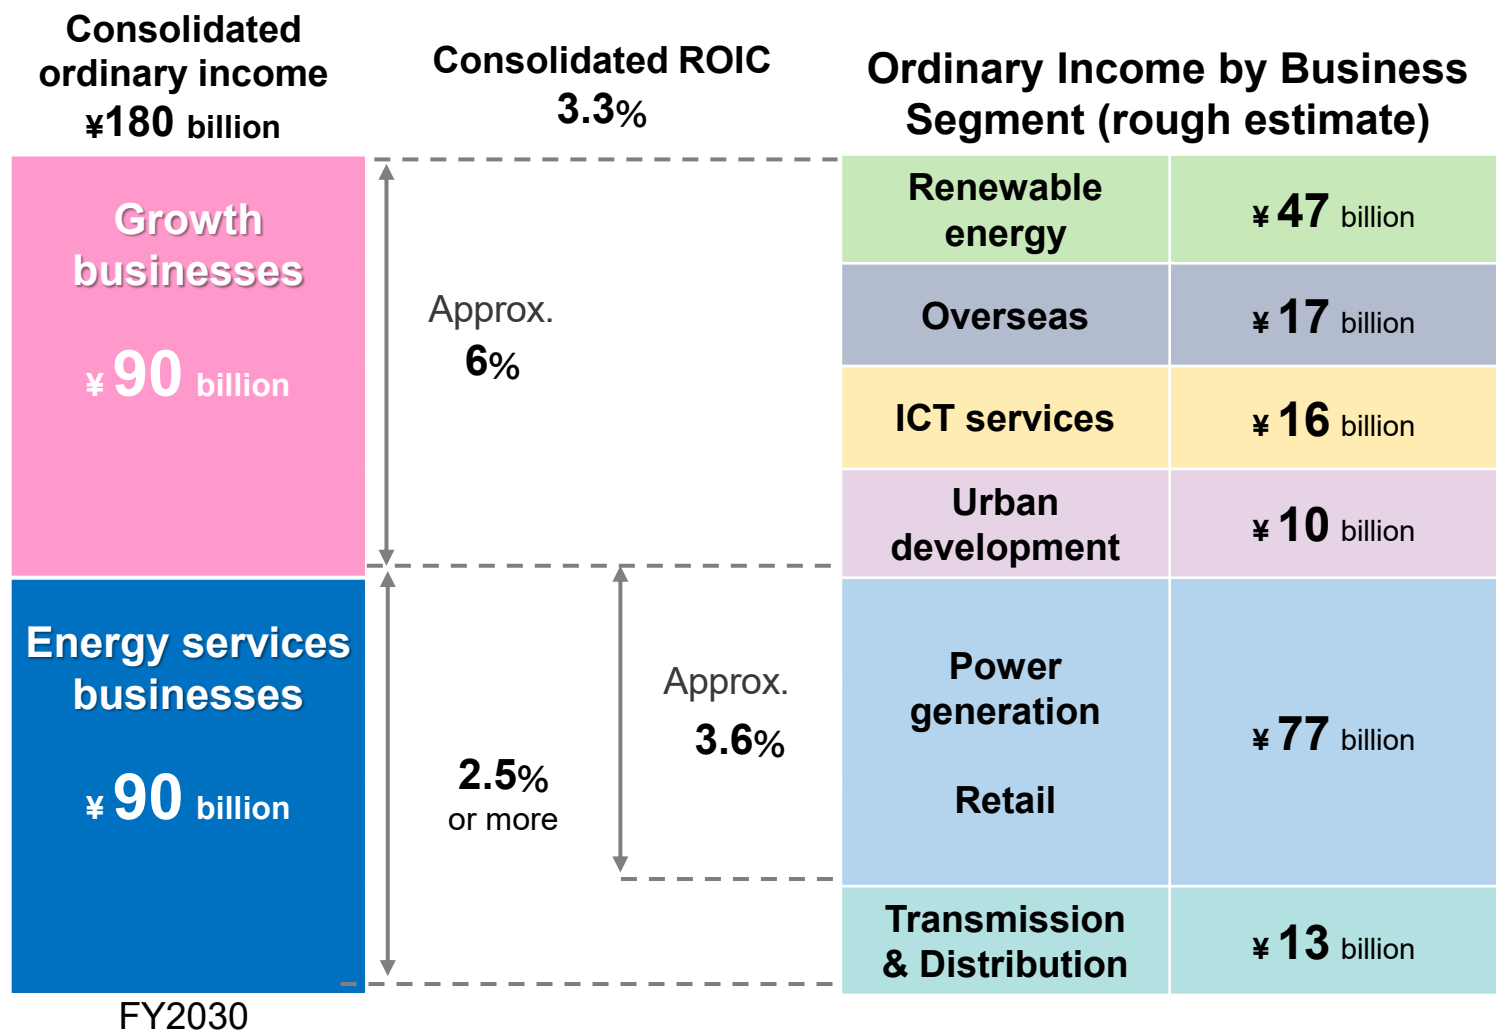 Consolidated
ordinary income
¥180 billion
Consolidated ROIC
3.3%
Ordinary Income by Business
Segment (rough estimate)
Growth
businesses
¥ 90 billion
Approx.
6%
Renewable
energy
¥ 47 billion
Overseas
¥ 17 billion
ICT services
¥ 16 billion
Urban
development
¥ 10 billion
Energy services
businesses
¥ 90 billion
2.5%
or more
Approx.
3.6%
Power
generation
Retail
¥ 77 billion
Transmission
& Distribution
¥ 13 billion
FY2030